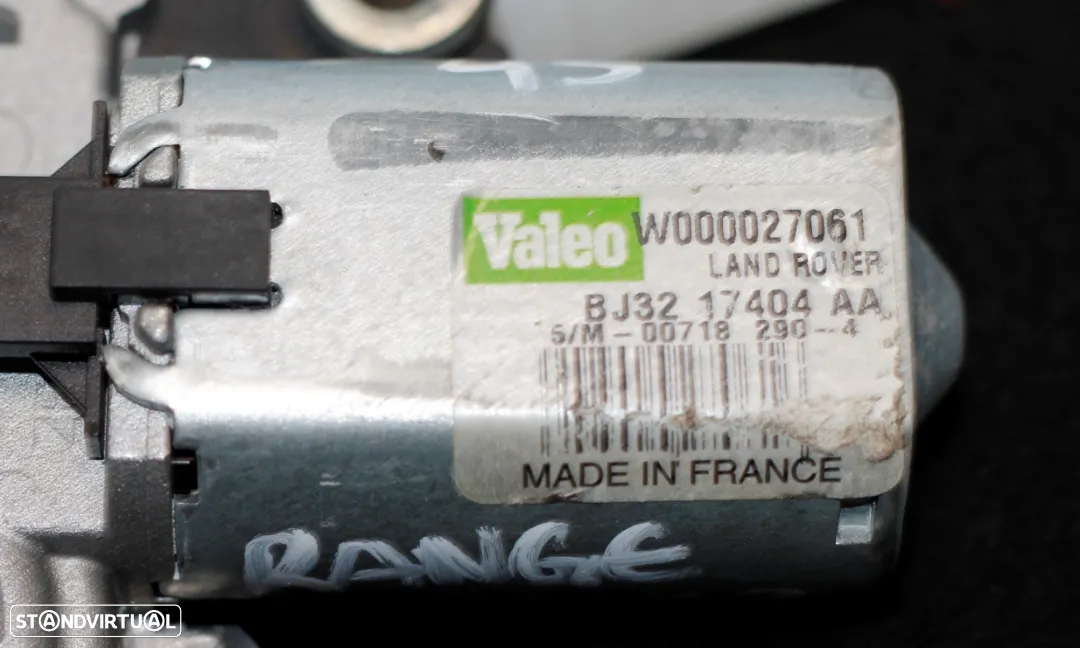 Valeo W000027061
LAND ROVER
BJ32 17404 AA
S/M-00718 290-4
MADE IN FRANCE
RANGE
STANDVIRTUAL